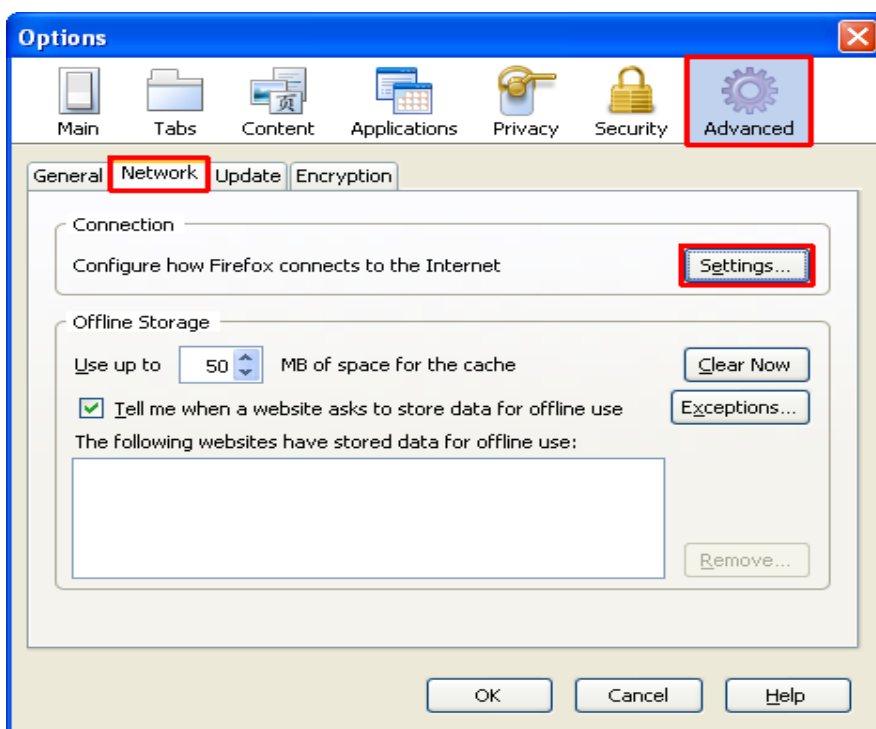 Options
Main Tabs Content Applications Privacy Security Advanced
页
General Network Update Encryption
Connection
Configure how Firefox connects to the Internet Settings...
Offline Storage
Use up to 50 MB of space for the cache Clear Now
Tell me when a website asks to store data for offline use Exceptions...
The following websites have stored data for offline use:
Remove...
OK Cancel Help